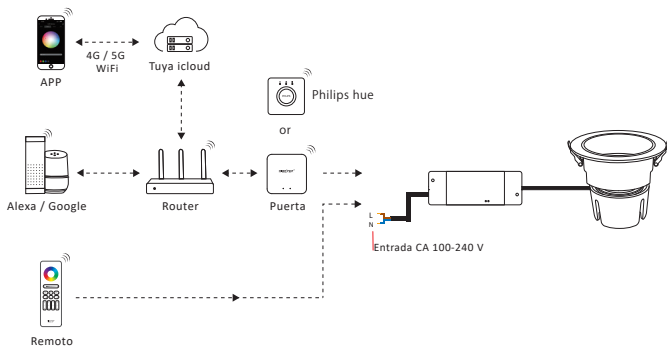 4G / 5G
WiFi
APP
Tuya icloud
Philips hue
or
Alexa / Google
Router
Puerta
L
N
Entrada CA 100-240 V
Remoto